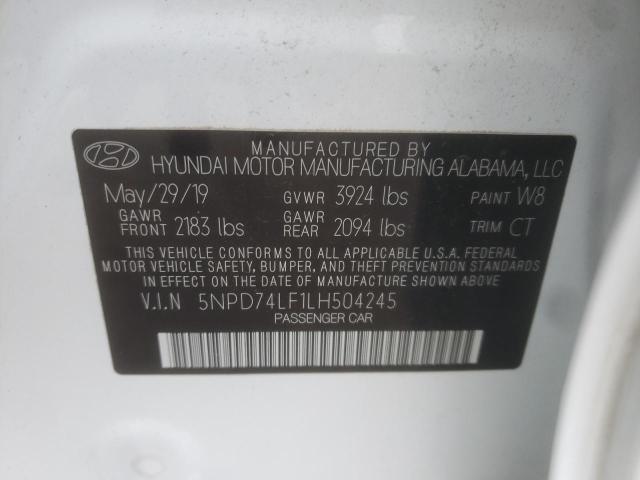 MANUFACTURED BY
HYUNDAI MOTOR MANUFACTURING ALABAMA, LLC
May/29/19 GVWR 3924 lbs PAINT W8
GAWR FRONT 2183 lbs GAWR REAR 2094 lbs TRIM CT
THIS VEHICLE CONFORMS TO ALL APPLICABLE U.S.A. FEDERAL
MOTOR VEHICLE SAFETY, BUMPER, AND THEFT PREVENTION STANDARDS
IN EFFECT ON THE DATE OF MANUFACTURE SHOWN ABOVE.
V.I.N 5NPD74LF1LH504245
PASSENGER CAR